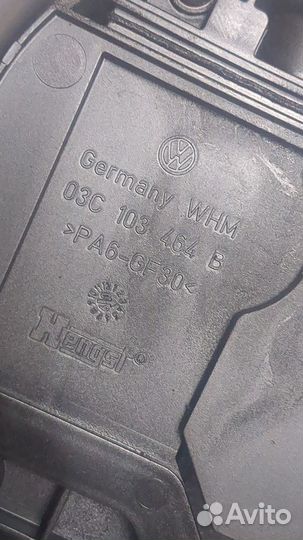 Germany WHM
03C 103 464 B
>PA6-GF30<
Hengst®
Avito